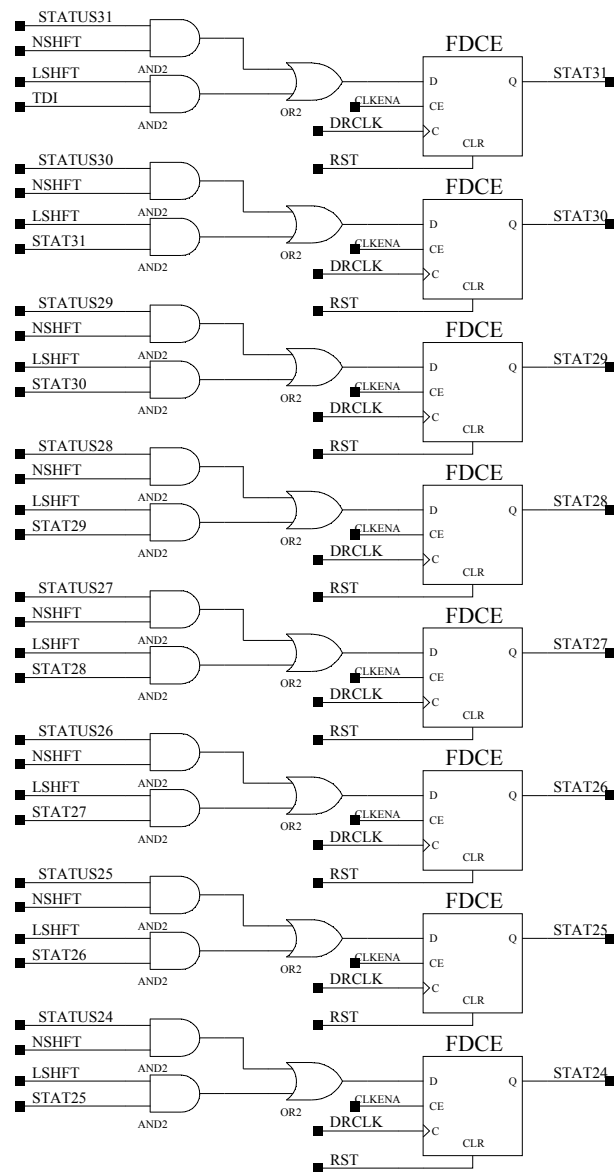 STATUS31
FDCE
NSHFT
AND2
LSHFT
D
Q
STAT31
TDI
CLKENA
CE
OR2
AND2
DRCLK
C
CLR
RST
STATUS30
FDCE
NSHFT
AND2
LSHFT
D
Q
STAT30
STAT31
CLKENA
CE
OR2
AND2
DRCLK
C
CLR
RST
STATUS29
FDCE
NSHFT
AND2
LSHFT
D
Q
STAT29
STAT30
CLKENA
CE
OR2
AND2
DRCLK
C
CLR
RST
STATUS28
FDCE
NSHFT
AND2
LSHFT
D
Q
STAT28
STAT29
CLKENA
CE
OR2
AND2
DRCLK
C
CLR
RST
STATUS27
FDCE
NSHFT
AND2
LSHFT
D
Q
STAT27
STAT28
CLKENA
CE
OR2
AND2
DRCLK
C
CLR
RST
STATUS26
FDCE
NSHFT
AND2
LSHFT
D
Q
STAT26
STAT27
CLKENA
CE
OR2
AND2
DRCLK
C
CLR
RST
STATUS25
FDCE
NSHFT
AND2
LSHFT
D
Q
STAT25
STAT26
CLKENA
CE
OR2
AND2
DRCLK
C
CLR
RST
STATUS24
FDCE
NSHFT
AND2
LSHFT
D
Q
STAT24
STAT25
CLKENA
CE
OR2
AND2
DRCLK
C
CLR
RST